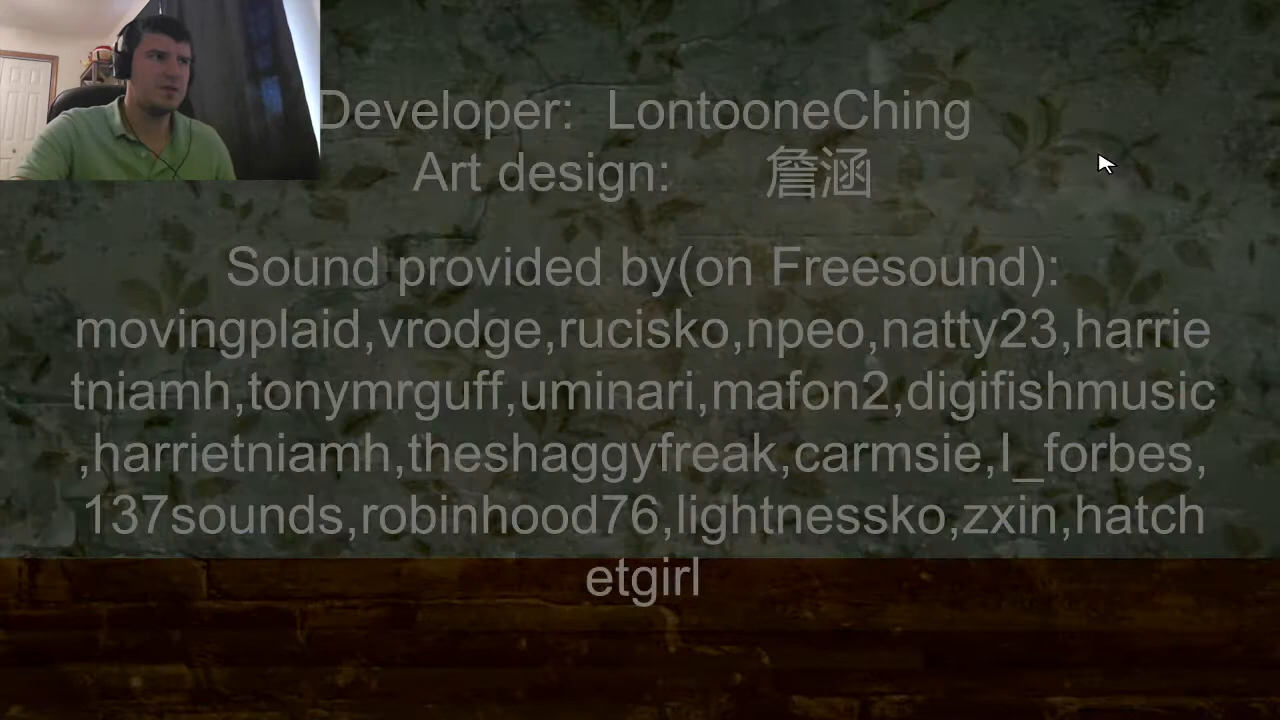 Developer: LontooneChing
Art design: 詹涵
Sound provided by(on Freesound):
movingplaid,vrodge,rucisko,npeo,natty23,harrie
tniamh,tonymrguff,uminari,mafon2,digifishmusic
,harrietniamh,theshaggyfreak,carmsie,l_forbes,
137sounds,robinhood76,lightnessko,zxin,hatch
etgirl